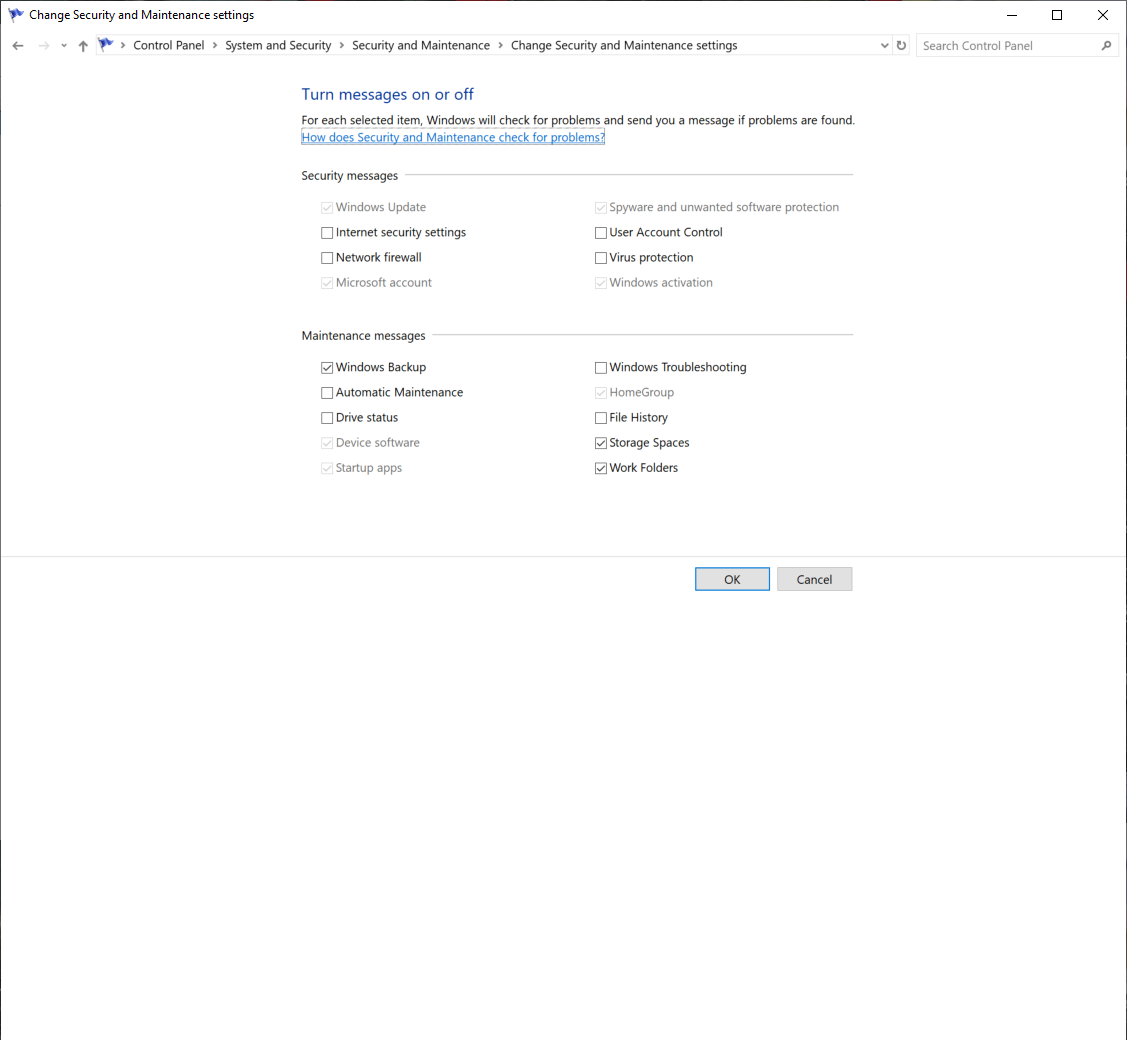 Change Security and Maintenance settings
Control Panel > System and Security > Security and Maintenance > Change Security and Maintenance settings
Search Control Panel
Turn messages on or off
For each selected item, Windows will check for problems and send you a message if problems are found.
How does Security and Maintenance check for problems?
Security messages
Windows Update
Spyware and unwanted software protection
Internet security settings
User Account Control
Network firewall
Virus protection
Microsoft account
Windows activation
Maintenance messages
Windows Backup
Windows Troubleshooting
Automatic Maintenance
HomeGroup
Drive status
File History
Device software
Storage Spaces
Startup apps
Work Folders
OK
Cancel